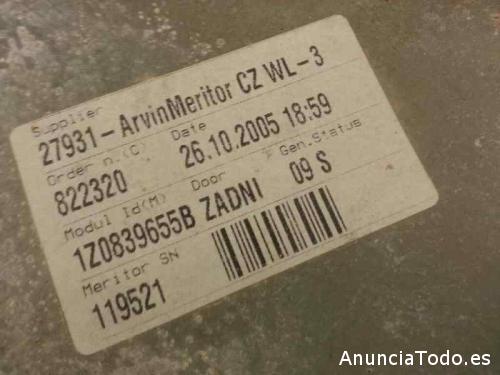 Supplier
27931-ArvinMeritor CZ WL-3
Order n.(C) Date
822320 26.10.2005 18:59
Modul Id(M) Door Gen.Status
1Z0839655B ZADNI 09 S
Meritor SN
119521
AnunciaTodo.es